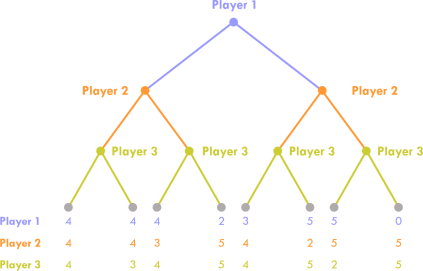 Player 1
Player 2 Player 2
Player 3 Player 3 Player 3 Player 3
Player 1 4 4 4 2 3 5 5 0
Player 2 4 4 3 5 4 2 5 5
Player 3 4 3 4 5 4 5 2 5